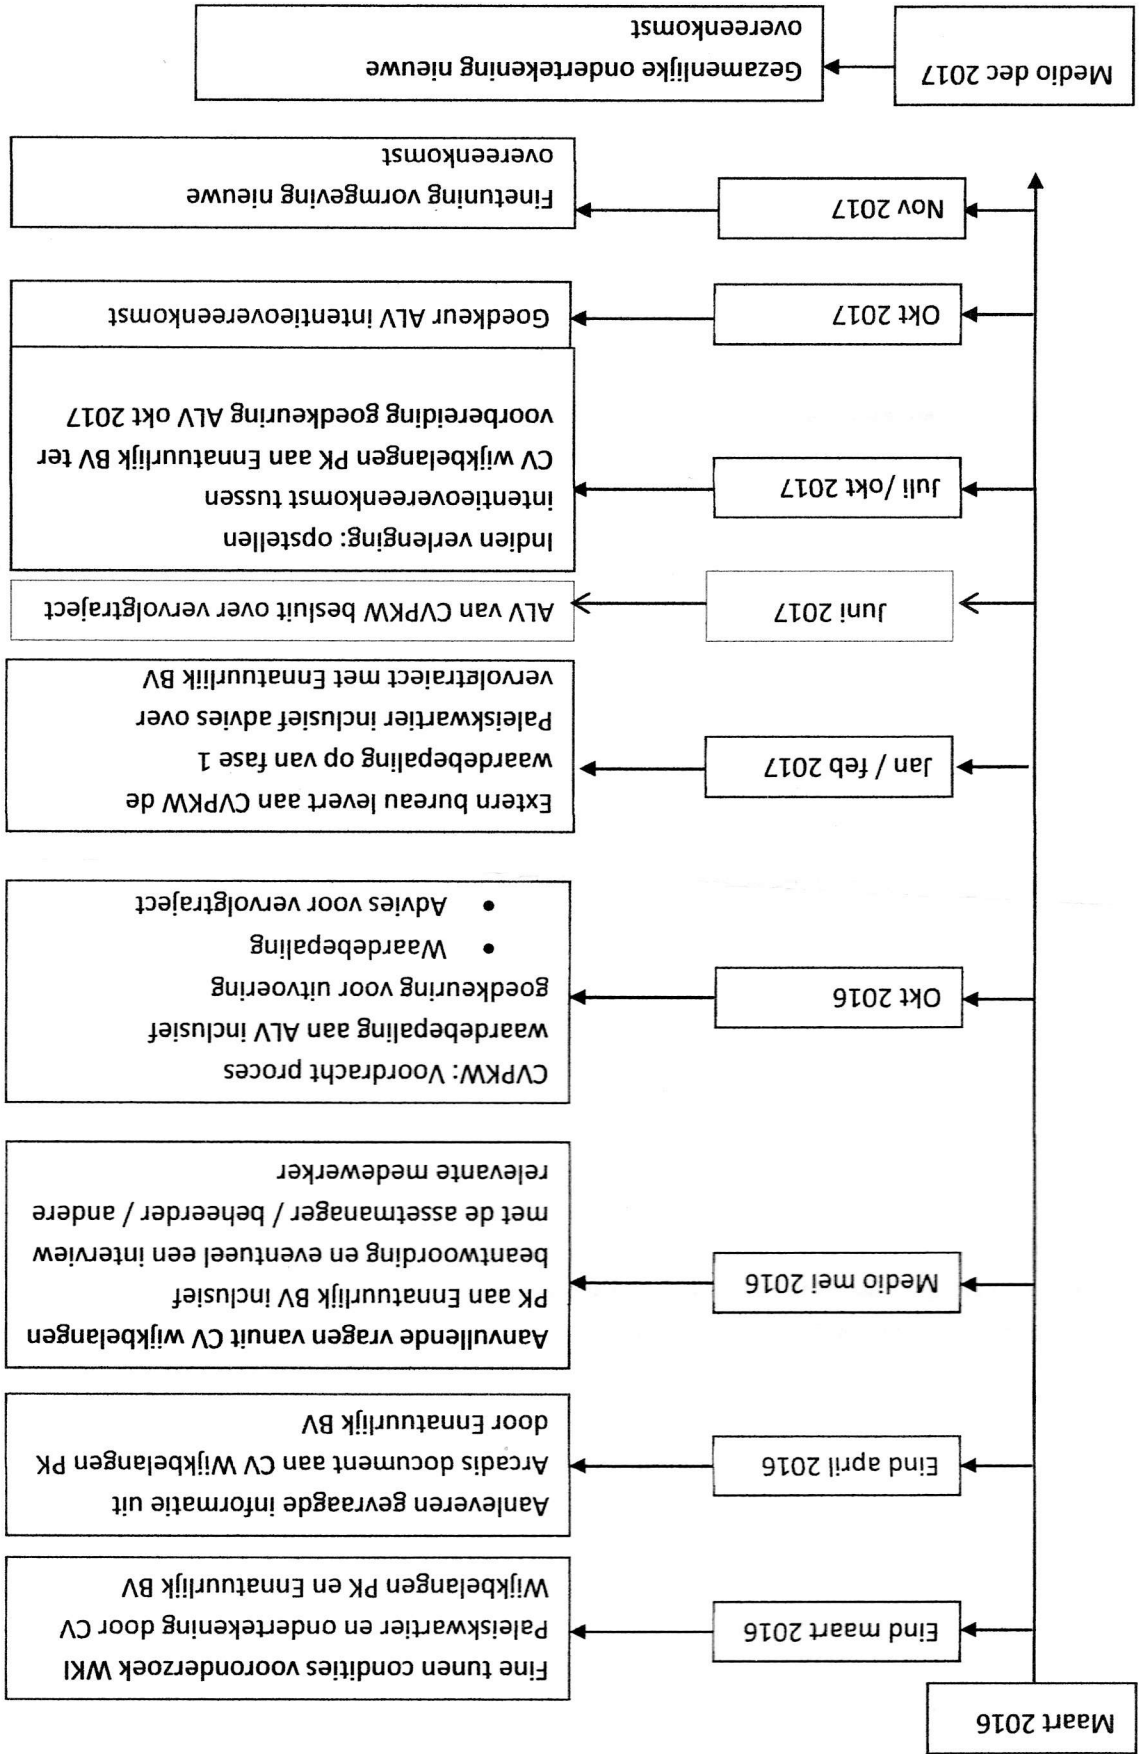 Maart 2016
Eind maart 2016
Fine tunen condities vooronderzoek WKI
Paleiskwartier en ondertekening door CV
Wijkbelangen PK en Ennatuurlijk BV
Eind april 2016
Aanleveren gevraagde informatie uit
Arcadis document aan CV Wijkbelangen PK
door Ennatuurlijk BV
Medio mei 2016
Aanvullende vragen vanuit CV wijkbelangen
PK aan Ennatuurlijk BV inclusief
beantwoording en eventueel een interview
met de assetmanager / beheerder / andere
relevante medewerker
Okt 2016
CVPKW: Voordracht proces
waardebepaling aan ALV inclusief
goedkeuring voor uitvoering
• Waardebepaling
• Advies voor vervolgtraject
Jan / feb 2017
Extern bureau levert aan CVPKW de
waardebepaling op van fase 1
Paleiskwartier inclusief advies over
vervolgtraject met Ennatuurlijk BV
Juni 2017
ALV van CVPKW besluit over vervolgtraject
Juli /okt 2017
Indien verlenging: opstellen
intentieovereenkomst tussen
CV wijkbelangen PK aan Ennatuurlijk BV ter
voorbereiding goedkeuring ALV okt 2017
Okt 2017
Goedkeur ALV intentieovereenkomst
Nov 2017
Finetuning vormgeving nieuwe
overeenkomst
Medio dec 2017
Gezamenlijke ondertekening nieuwe
overeenkomst